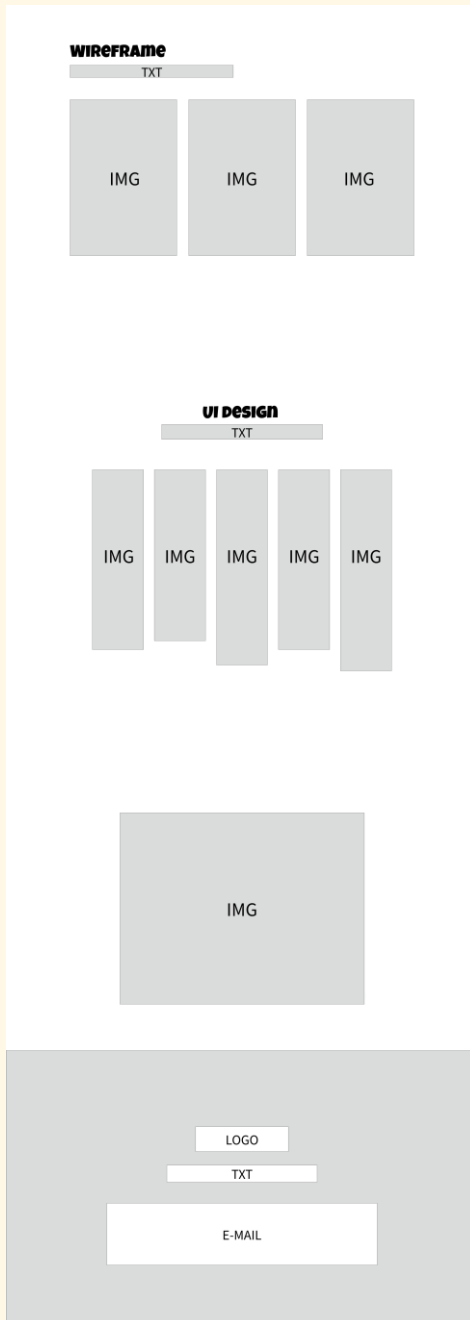 WIREFRAME
TXT
IMG IMG IMG
UI DESIGN
TXT
IMG IMG IMG IMG IMG
IMG
LOGO
TXT
E-MAIL